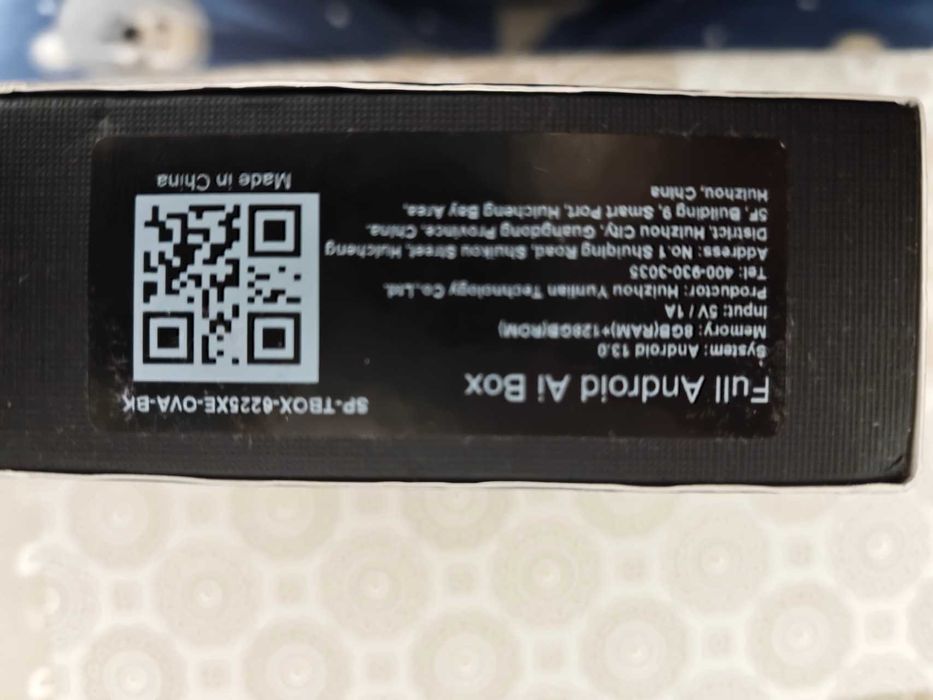 Full Android Ai Box
System: Android 13.0
Memory: 8GB(RAM)+128GB(ROM)
Input: 5V / 1A
Productor: Huizhou Yunlian Technology Co.,Ltd.
Tel: 400-930-3035
Address: No.1 Shuiqing Road, Shuikou Street, Huicheng
District, Huizhou City, Guangdong Province, China.
5F, Building 9, Smart Port, Huicheng Bay Area,
Huizhou, China
SP-TBOX-6225XE-OVA-BK
Made in China